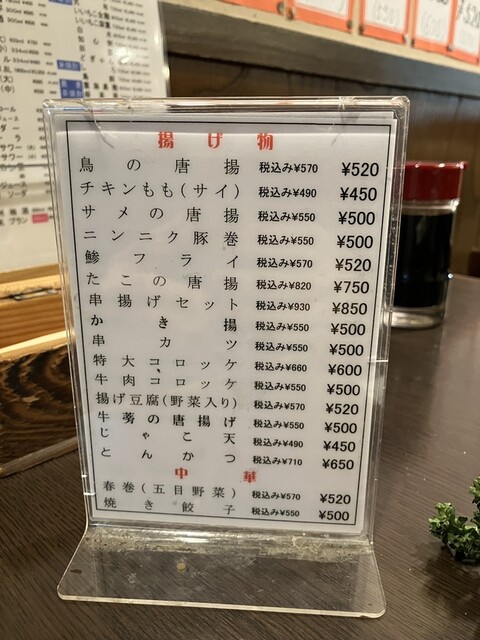 揚げ物
鳥の唐揚 税込み¥570 ¥520
チキンもも(サイ) 税込み¥490 ¥450
サメの唐揚 税込み¥550 ¥500
ニンニク豚巻 税込み¥550 ¥500
鯵フライ 税込み¥570 ¥520
たこの唐揚 税込み¥820 ¥750
串揚げセット 税込み¥930 ¥850
かき揚 税込み¥550 ¥500
串カツ 税込み¥550 ¥500
特大コロッケ 税込み¥660 ¥600
牛肉コロッケ 税込み¥550 ¥500
揚げ豆腐(野菜入り) 税込み¥570 ¥520
牛蒡の唐揚げ 税込み¥550 ¥500
じゃこ天 税込み¥490 ¥450
とんかつ 税込み¥710 ¥650
中華
春巻(五目野菜) 税込み¥570 ¥520
焼き餃子 税込み¥550 ¥500